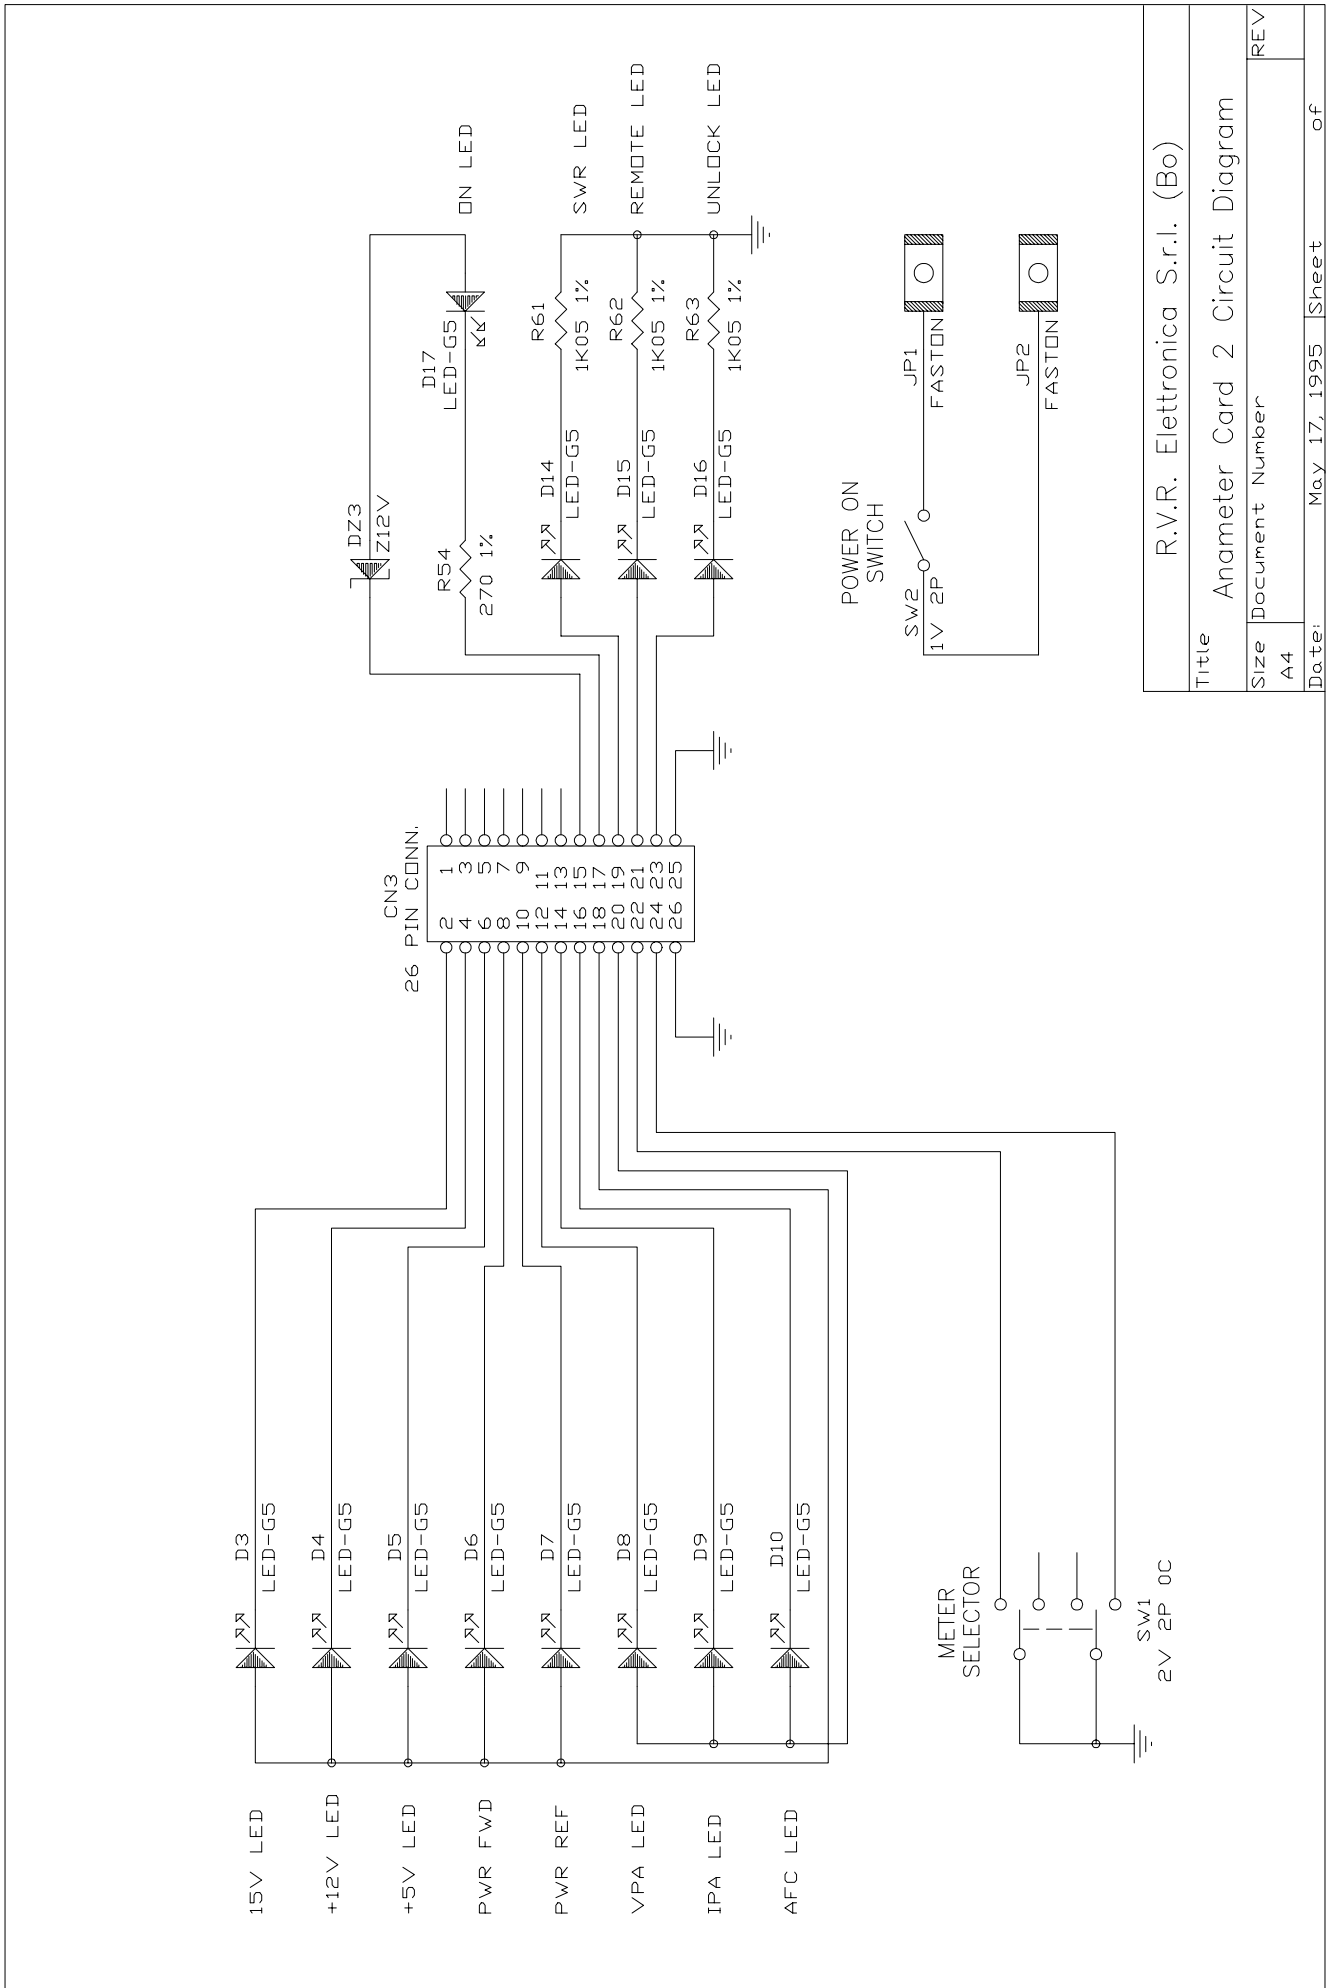 15V LED
+12V LED
+5V LED
PWR FWD
PWR REF
VPA LED
IPA LED
AFC LED
D3
LED-G5
D4
LED-G5
D5
LED-G5
D6
LED-G5
D7
LED-G5
D8
LED-G5
D9
LED-G5
D10
LED-G5
METER
SELECTOR
SW1
2V 2P 0C
CN3
26 PIN CONN.
2 1
4 3
6 5
8 7
10 9
12 11
14 13
16 15
18 17
20 19
22 21
24 23
26 25
DZ3
Z12V
R54
270 1%
D17
LED-G5
ON LED
D14
LED-G5
R61
1K05 1%
SWR LED
D15
LED-G5
R62
1K05 1%
REMOTE LED
D16
LED-G5
R63
1K05 1%
UNLOCK LED
POWER ON
SWITCH
SW2
1V 2P
JP1
FASTON
JP2
FASTON
R.V.R. Elettronica S.r.l. (Bo)
Title
Anameter Card 2 Circuit Diagram
Size Document Number REV
A4
Date: May 17, 1995 Sheet of